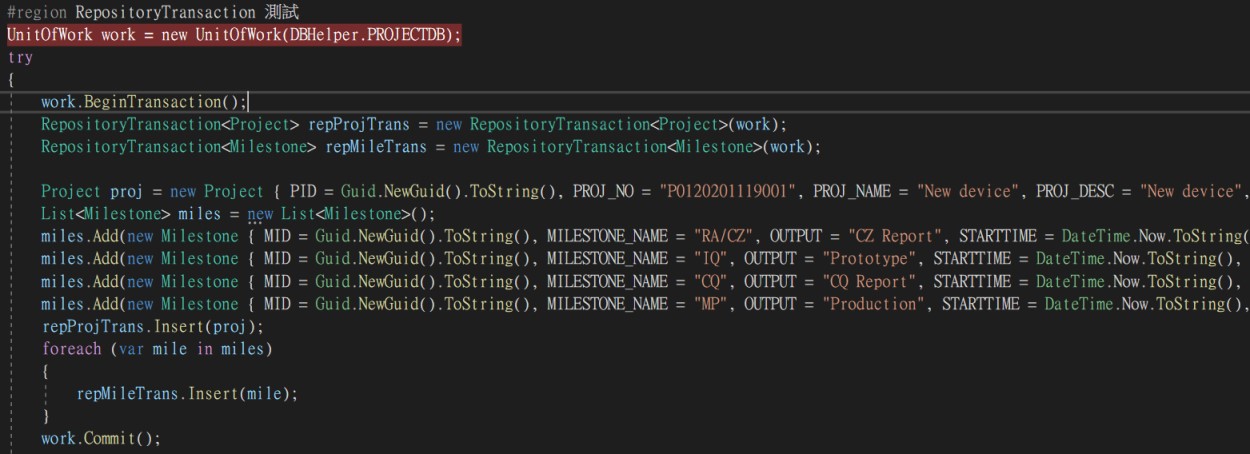 #region RepositoryTransaction 測試
UnitOfWork work = new UnitOfWork(DBHelper.PROJECTDB);
try
{
work.BeginTransaction();
RepositoryTransaction<Project> repProjTrans = new RepositoryTransaction<Project>(work);
RepositoryTransaction<Milestone> repMileTrans = new RepositoryTransaction<Milestone>(work);
Project proj = new Project { PID = Guid.NewGuid().ToString(), PROJ_NO = "P0120201119001", PROJ_NAME = "New device", PROJ_DESC = "New device",
List<Milestone> miles = new List<Milestone>();
miles.Add(new Milestone { MID = Guid.NewGuid().ToString(), MILESTONE_NAME = "RA/CZ", OUTPUT = "CZ Report", STARTTIME = DateTime.Now.ToString(
miles.Add(new Milestone { MID = Guid.NewGuid().ToString(), MILESTONE_NAME = "IQ", OUTPUT = "Prototype", STARTTIME = DateTime.Now.ToString(),
miles.Add(new Milestone { MID = Guid.NewGuid().ToString(), MILESTONE_NAME = "CQ", OUTPUT = "CQ Report", STARTTIME = DateTime.Now.ToString(),
miles.Add(new Milestone { MID = Guid.NewGuid().ToString(), MILESTONE_NAME = "MP", OUTPUT = "Production", STARTTIME = DateTime.Now.ToString(),
repProjTrans.Insert(proj);
foreach (var mile in miles)
{
repMileTrans.Insert(mile);
}
work.Commit();